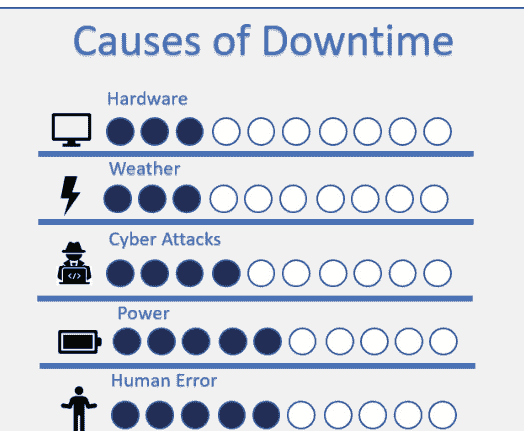 Causes of Downtime
Hardware
Weather
Cyber Attacks
Power
Human Error